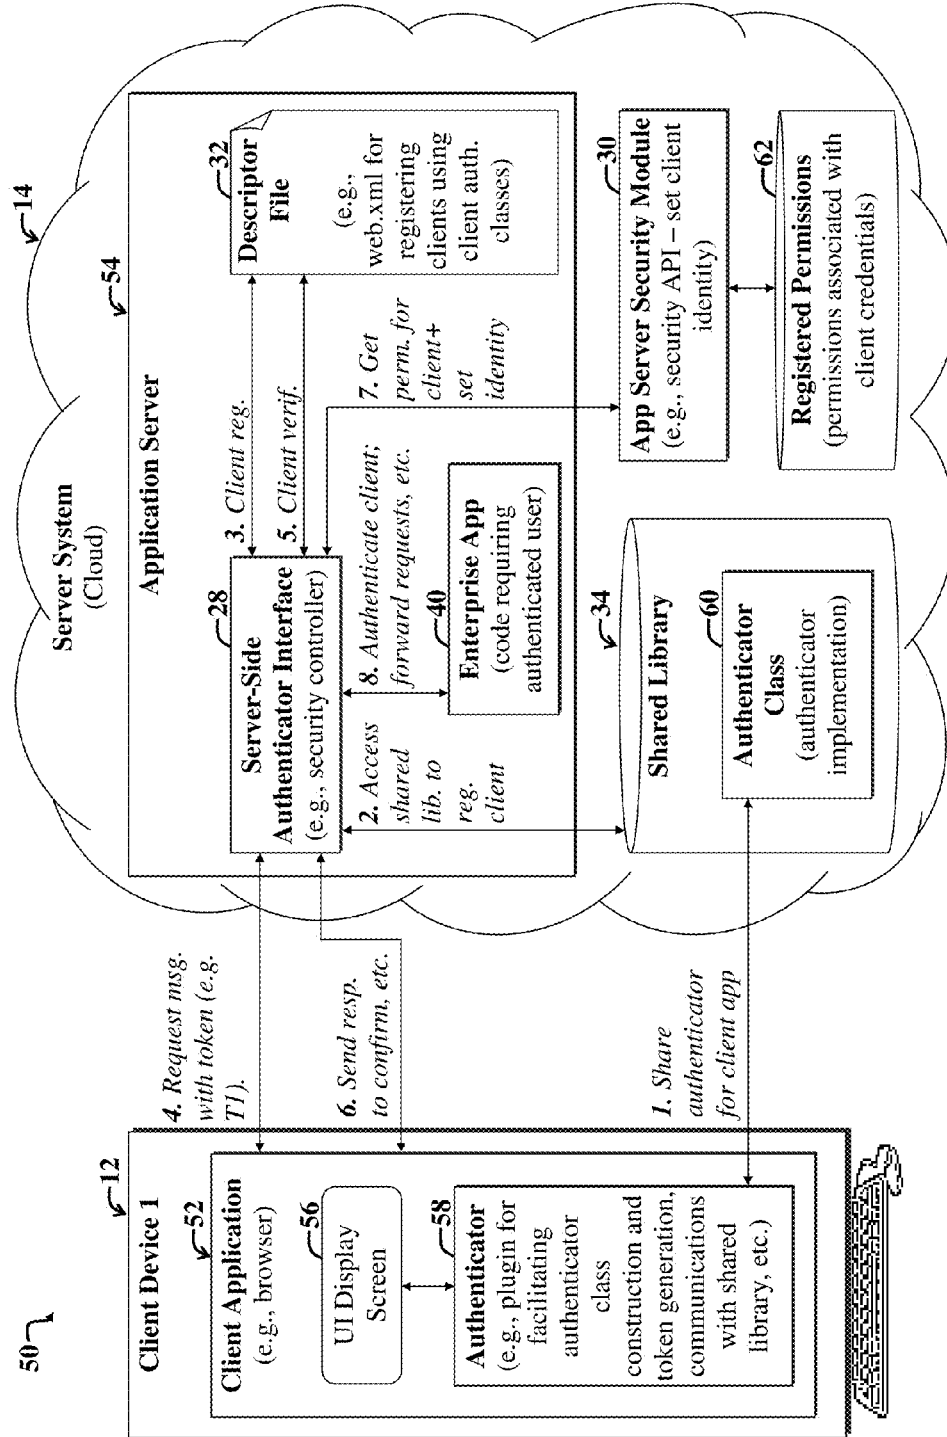 50
12
Client Device 1
52
Client Application
(e.g., browser)
56
UI Display
Screen
58
Authenticator
(e.g., plugin for
facilitating
authenticator
class
construction and
token generation,
communications
with shared
library, etc.)
4. Request msg.
with token (e.g.
T1).
6. Send resp.
to confirm, etc.
1. Share
authenticator
for client app
14
Server System
(Cloud)
54
Application Server
28
Server-Side
Authenticator Interface
(e.g., security controller)
3. Client reg.
5. Client verif.
32
Descriptor
File
(e.g.,
web.xml for
registering
clients using
client auth.
classes)
2. Access
shared
lib. to
reg.
client
8. Authenticate client;
forward requests, etc.
7. Get
perm. for
client+
set
identity
40
Enterprise App
(code requiring
authenticated user)
34
Shared Library
60
Authenticator
Class
(authenticator
implementation)
30
App Server Security Module
(e.g., security API – set client
identity)
62
Registered Permissions
(permissions associated with
client credentials)